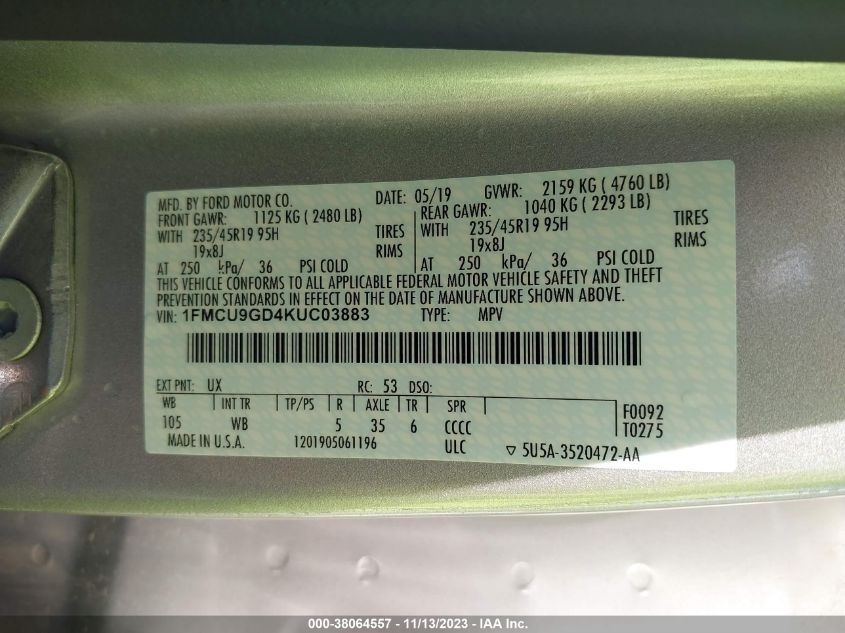 MFD. BY FORD MOTOR CO. DATE: 05/19 GVWR: 2159 KG ( 4760 LB)
FRONT GAWR: 1125 KG ( 2480 LB) REAR GAWR: 1040 KG ( 2293 LB)
WITH 235/45R19 95H TIRES WITH 235/45R19 95H TIRES
19x8J RIMS 19x8J RIMS
AT 250 kPa/ 36 PSI COLD AT 250 kPa/ 36 PSI COLD
THIS VEHICLE CONFORMS TO ALL APPLICABLE FEDERAL MOTOR VEHICLE SAFETY AND THEFT
PREVENTION STANDARDS IN EFFECT ON THE DATE OF MANUFACTURE SHOWN ABOVE.
VIN: 1FMCU9GD4KUC03883 TYPE: MPV
EXT PNT: UX RC: 53 DSO:
WB INT TR TP/PS R AXLE TR SPR F0092
105 WB 5 35 6 CCCC T0275
MADE IN U.S.A. 1201905061196 ULC ▽ 5U5A-3520472-AA
000-38064557 - 11/13/2023 - IAA Inc.